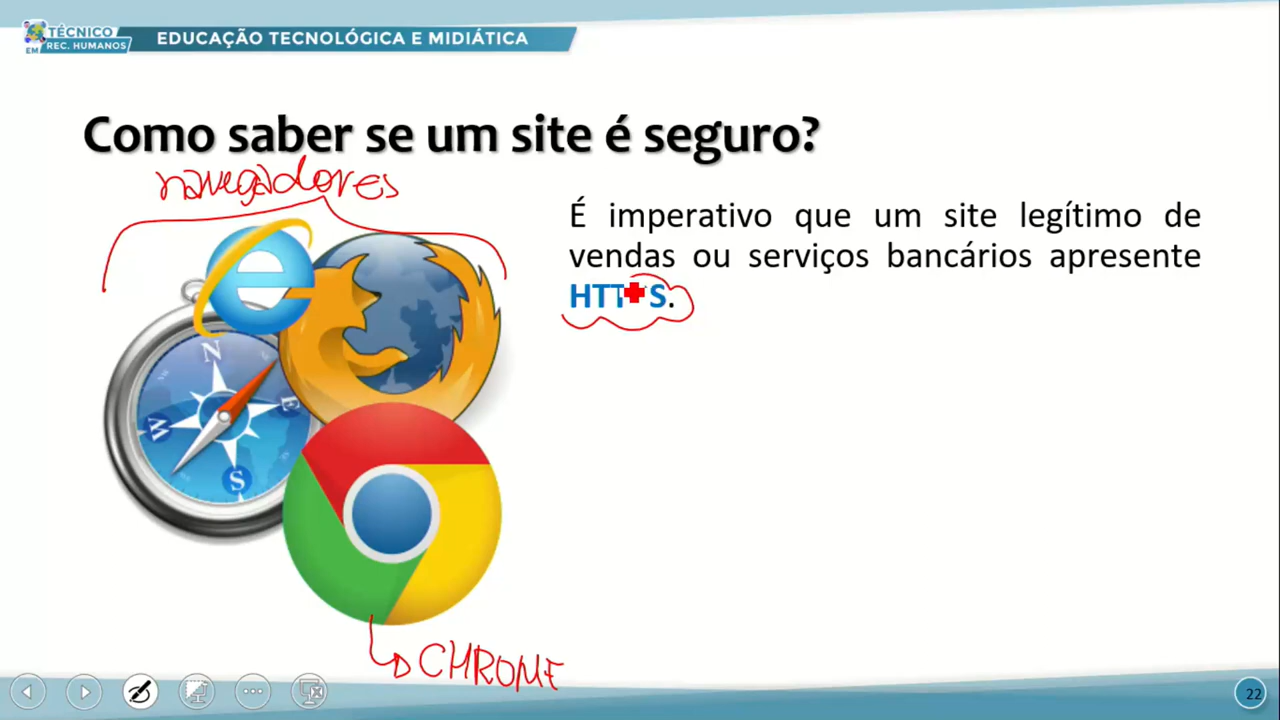 TÉCNICO
EM REC. HUMANOS
EDUCAÇÃO TECNOLÓGICA E MIDIÁTICA
Como saber se um site é seguro?
navegadores
É imperativo que um site legítimo de
vendas ou serviços bancários apresente
HTTPS.
N
W
E
S
CHROME
22